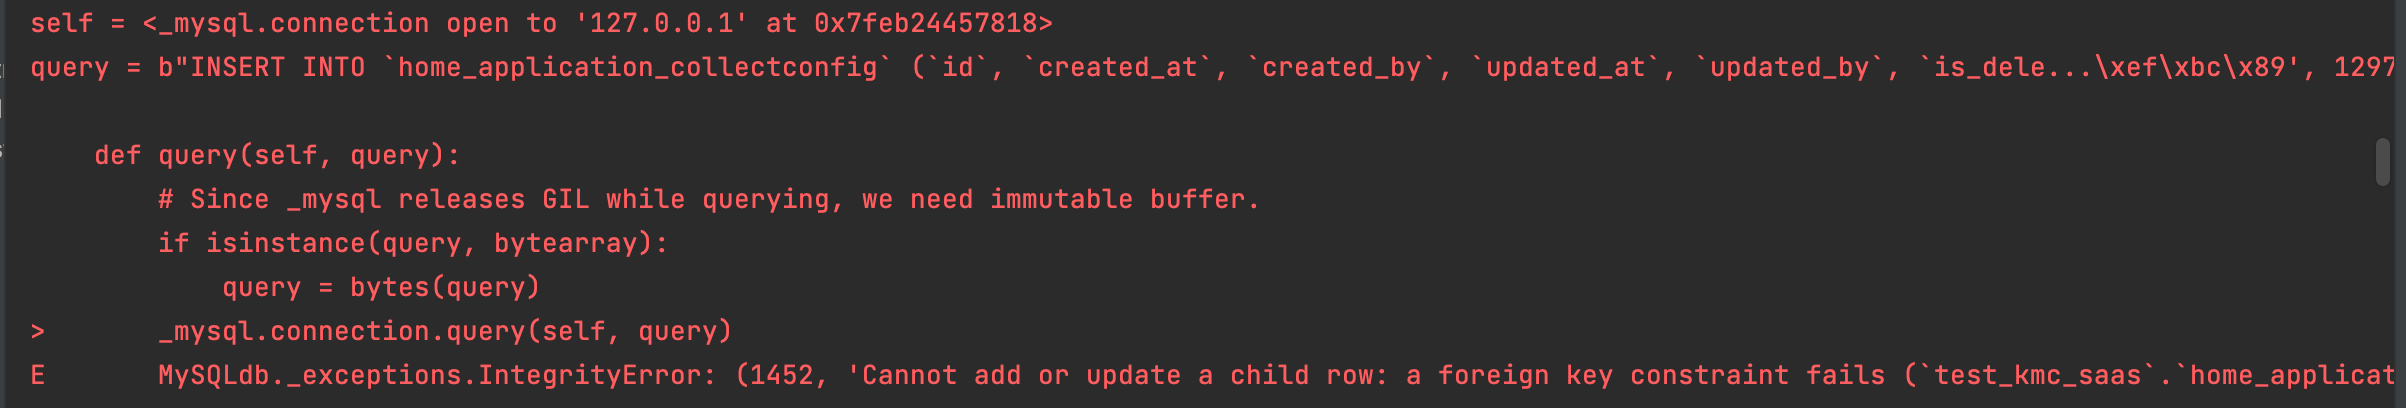 self = <_mysql.connection open to '127.0.0.1' at 0x7feb24457818>
query = b"INSERT INTO `home_application_collectconfig` (`id`, `created_at`, `created_by`, `updated_at`, `updated_by`, `is_dele...\xef\xbc\x89', 1297
def query(self, query):
# Since _mysql releases GIL while querying, we need immutable buffer.
if isinstance(query, bytearray):
query = bytes(query)
> _mysql.connection.query(self, query)
E MySQLdb._exceptions.IntegrityError: (1452, 'Cannot add or update a child row: a foreign key constraint fails (`test_kmc_saas`.`home_applicat